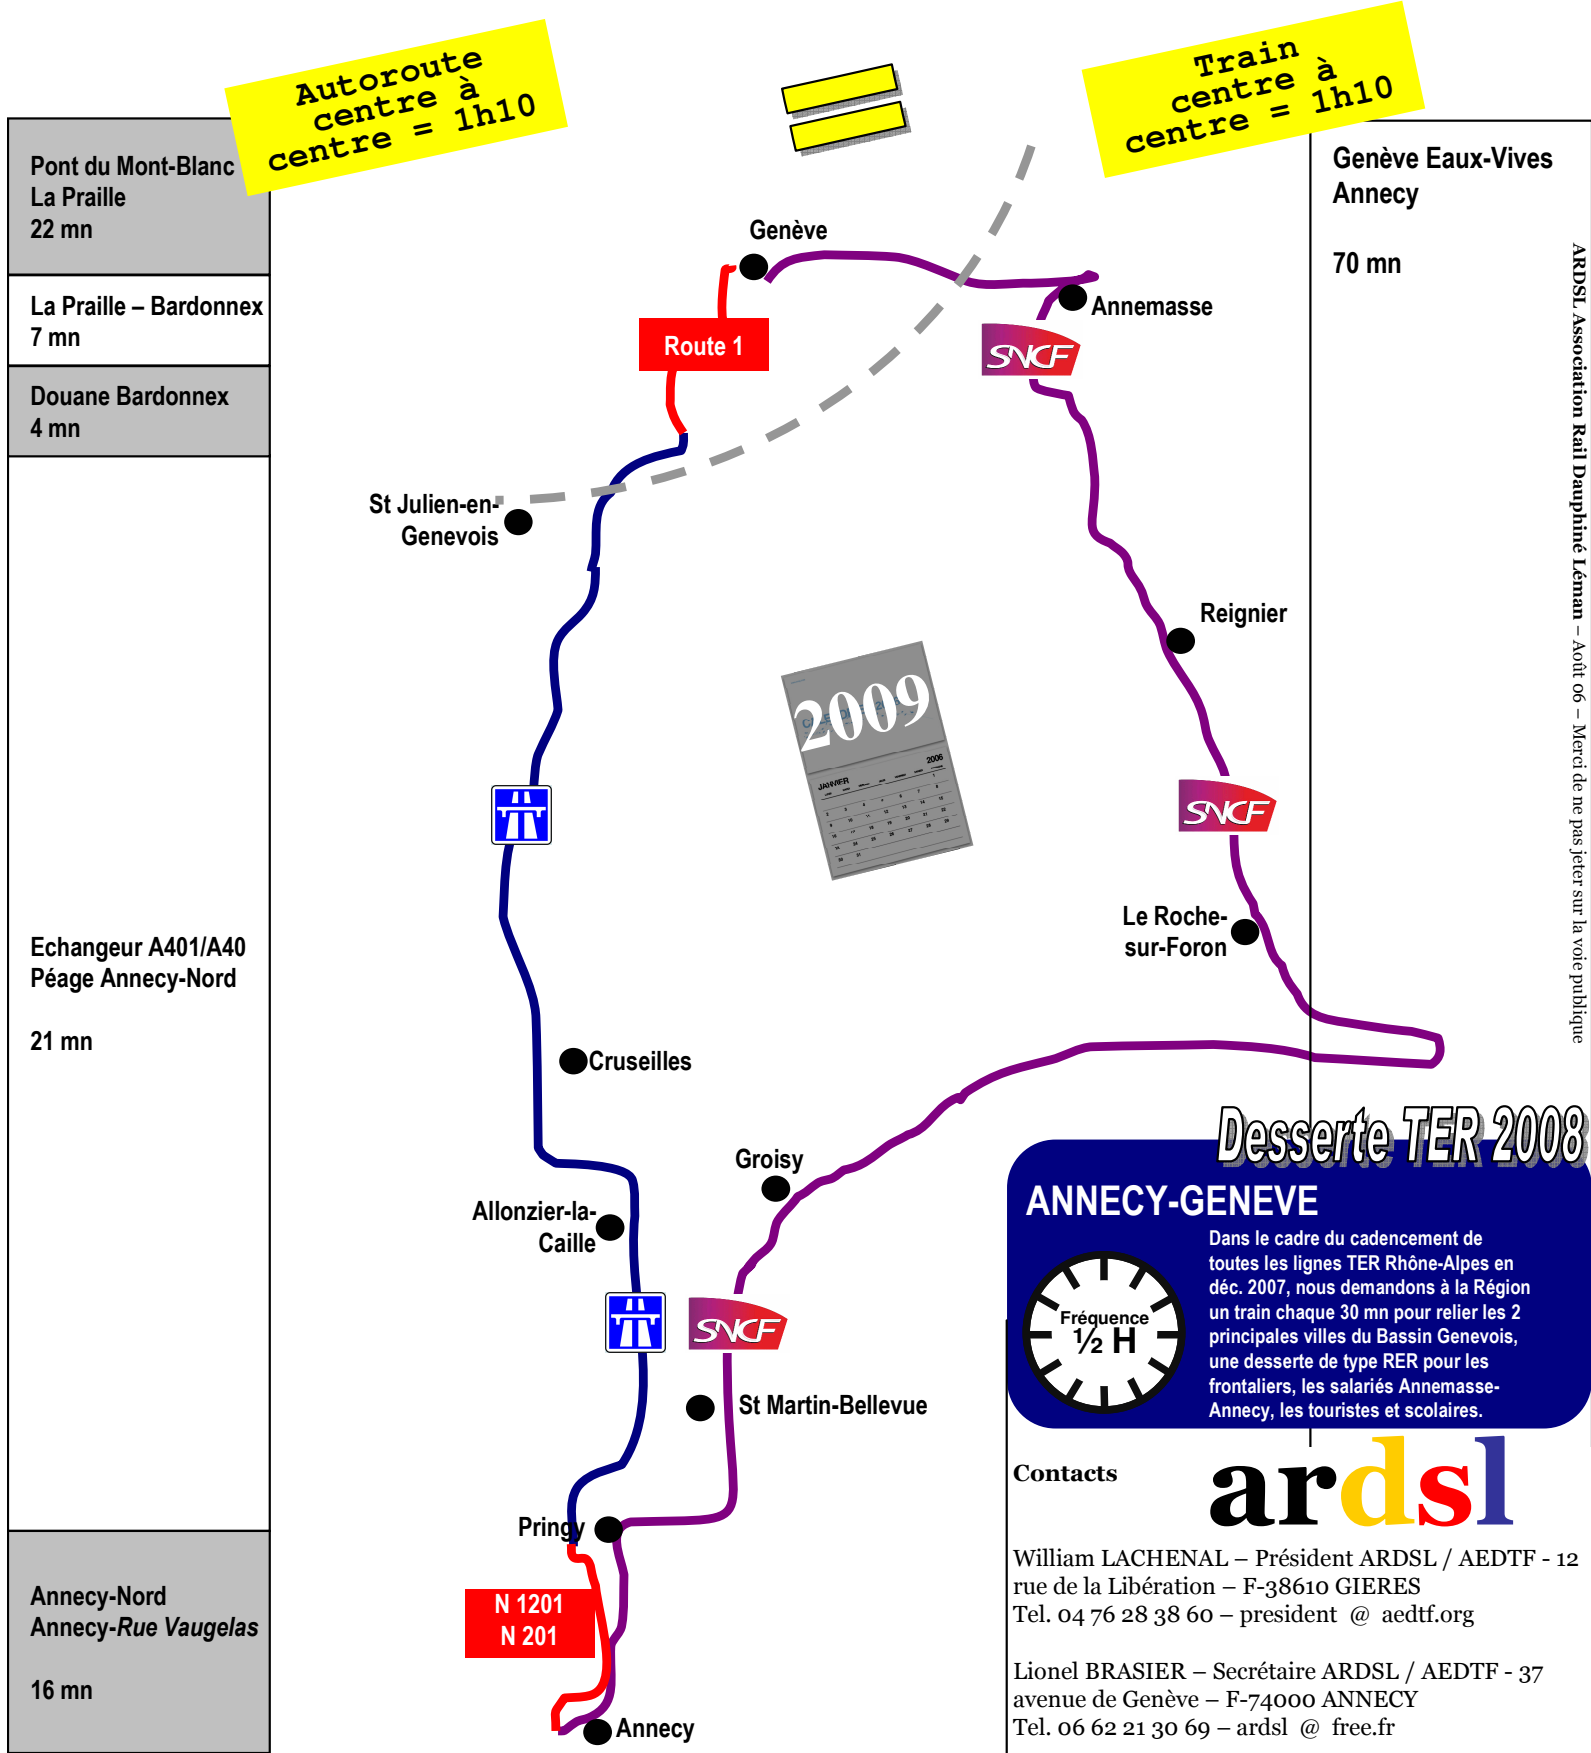 Autoroute
centre à
centre = 1h10
Train
centre à
centre = 1h10
Pont du Mont-Blanc
La Praille
22 mn
La Praille – Bardonnex
7 mn
Douane Bardonnex
4 mn
Echangeur A401/A40
Péage Annecy-Nord
21 mn
Annecy-Nord
Annecy-Rue Vaugelas
16 mn
Genève
Annemasse
Route 1
SNCF
St Julien-en-
Genevois
Reignier
2009
JANVIER
2006
SNCF
Le Roche-
sur-Foron
Cruseilles
Groisy
Allonzier-la-
Caille
SNCF
St Martin-Bellevue
Pringy
N 1201
N 201
Annecy
Genève Eaux-Vives
Annecy
70 mn
ARDSL Association Rail Dauphiné Léman – Août 06 – Merci de ne pas jeter sur la voie publique
Desserte TER 2008
ANNECY-GENEVE
Fréquence
½ H
Dans le cadre du cadencement de
toutes les lignes TER Rhône-Alpes en
déc. 2007, nous demandons à la Région
un train chaque 30 mn pour relier les 2
principales villes du Bassin Genevois,
une desserte de type RER pour les
frontaliers, les salariés Annemasse-
Annecy, les touristes et scolaires.
Contacts
ardsl
William LACHENAL – Président ARDSL / AEDTF - 12
rue de la Libération – F-38610 GIERES
Tel. 04 76 28 38 60 – president @ aedtf.org
Lionel BRASIER – Secrétaire ARDSL / AEDTF - 37
avenue de Genève – F-74000 ANNECY
Tel. 06 62 21 30 69 – ardsl @ free.fr